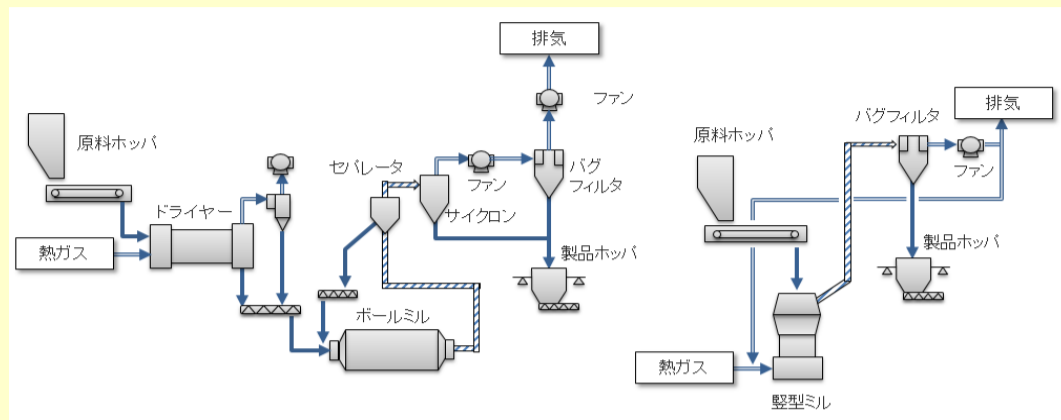 排気
ファン
原料ホッパ
セパレータ
ファン
バグ
フィルタ
サイクロン
ドライヤー
熱ガス
製品ホッパ
ボールミル
排気
バグフィルタ
ファン
原料ホッパ
製品ホッパ
熱ガス
竪型ミル